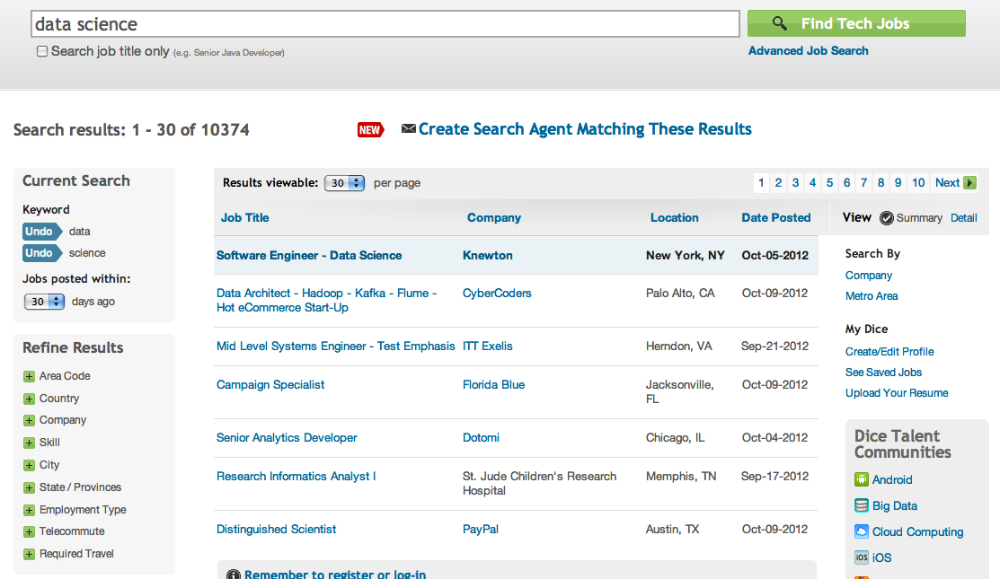 data science
Find Tech Jobs
Search job title only (e.g. Senior Java Developer)
Advanced Job Search
Search results: 1 - 30 of 10374
NEW
Create Search Agent Matching These Results
Current Search
Keyword
Undo data
Undo science
Jobs posted within:
30 days ago
Refine Results
Area Code
Country
Company
Skill
City
State / Provinces
Employment Type
Telecommute
Required Travel
Results viewable: 30 per page
1 2 3 4 5 6 7 8 9 10 Next
Job Title Company Location Date Posted
Software Engineer - Data Science Knewton New York, NY Oct-05-2012
Data Architect - Hadoop - Kafka - Flume - CyberCoders Palo Alto, CA Oct-09-2012
Hot eCommerce Start-Up
Mid Level Systems Engineer - Test Emphasis ITT Exelis Herndon, VA Sep-21-2012
Campaign Specialist Florida Blue Jacksonville, Oct-09-2012
FL
Senior Analytics Developer Dotomi Chicago, IL Oct-04-2012
Research Informatics Analyst I St. Jude Children's Research Memphis, TN Sep-17-2012
Hospital
Distinguished Scientist PayPal Austin, TX Oct-09-2012
Remember to register or log-in
View Summary Detail
Search By
Company
Metro Area
My Dice
Create/Edit Profile
See Saved Jobs
Upload Your Resume
Dice Talent
Communities
Android
Big Data
Cloud Computing
iOS iOS